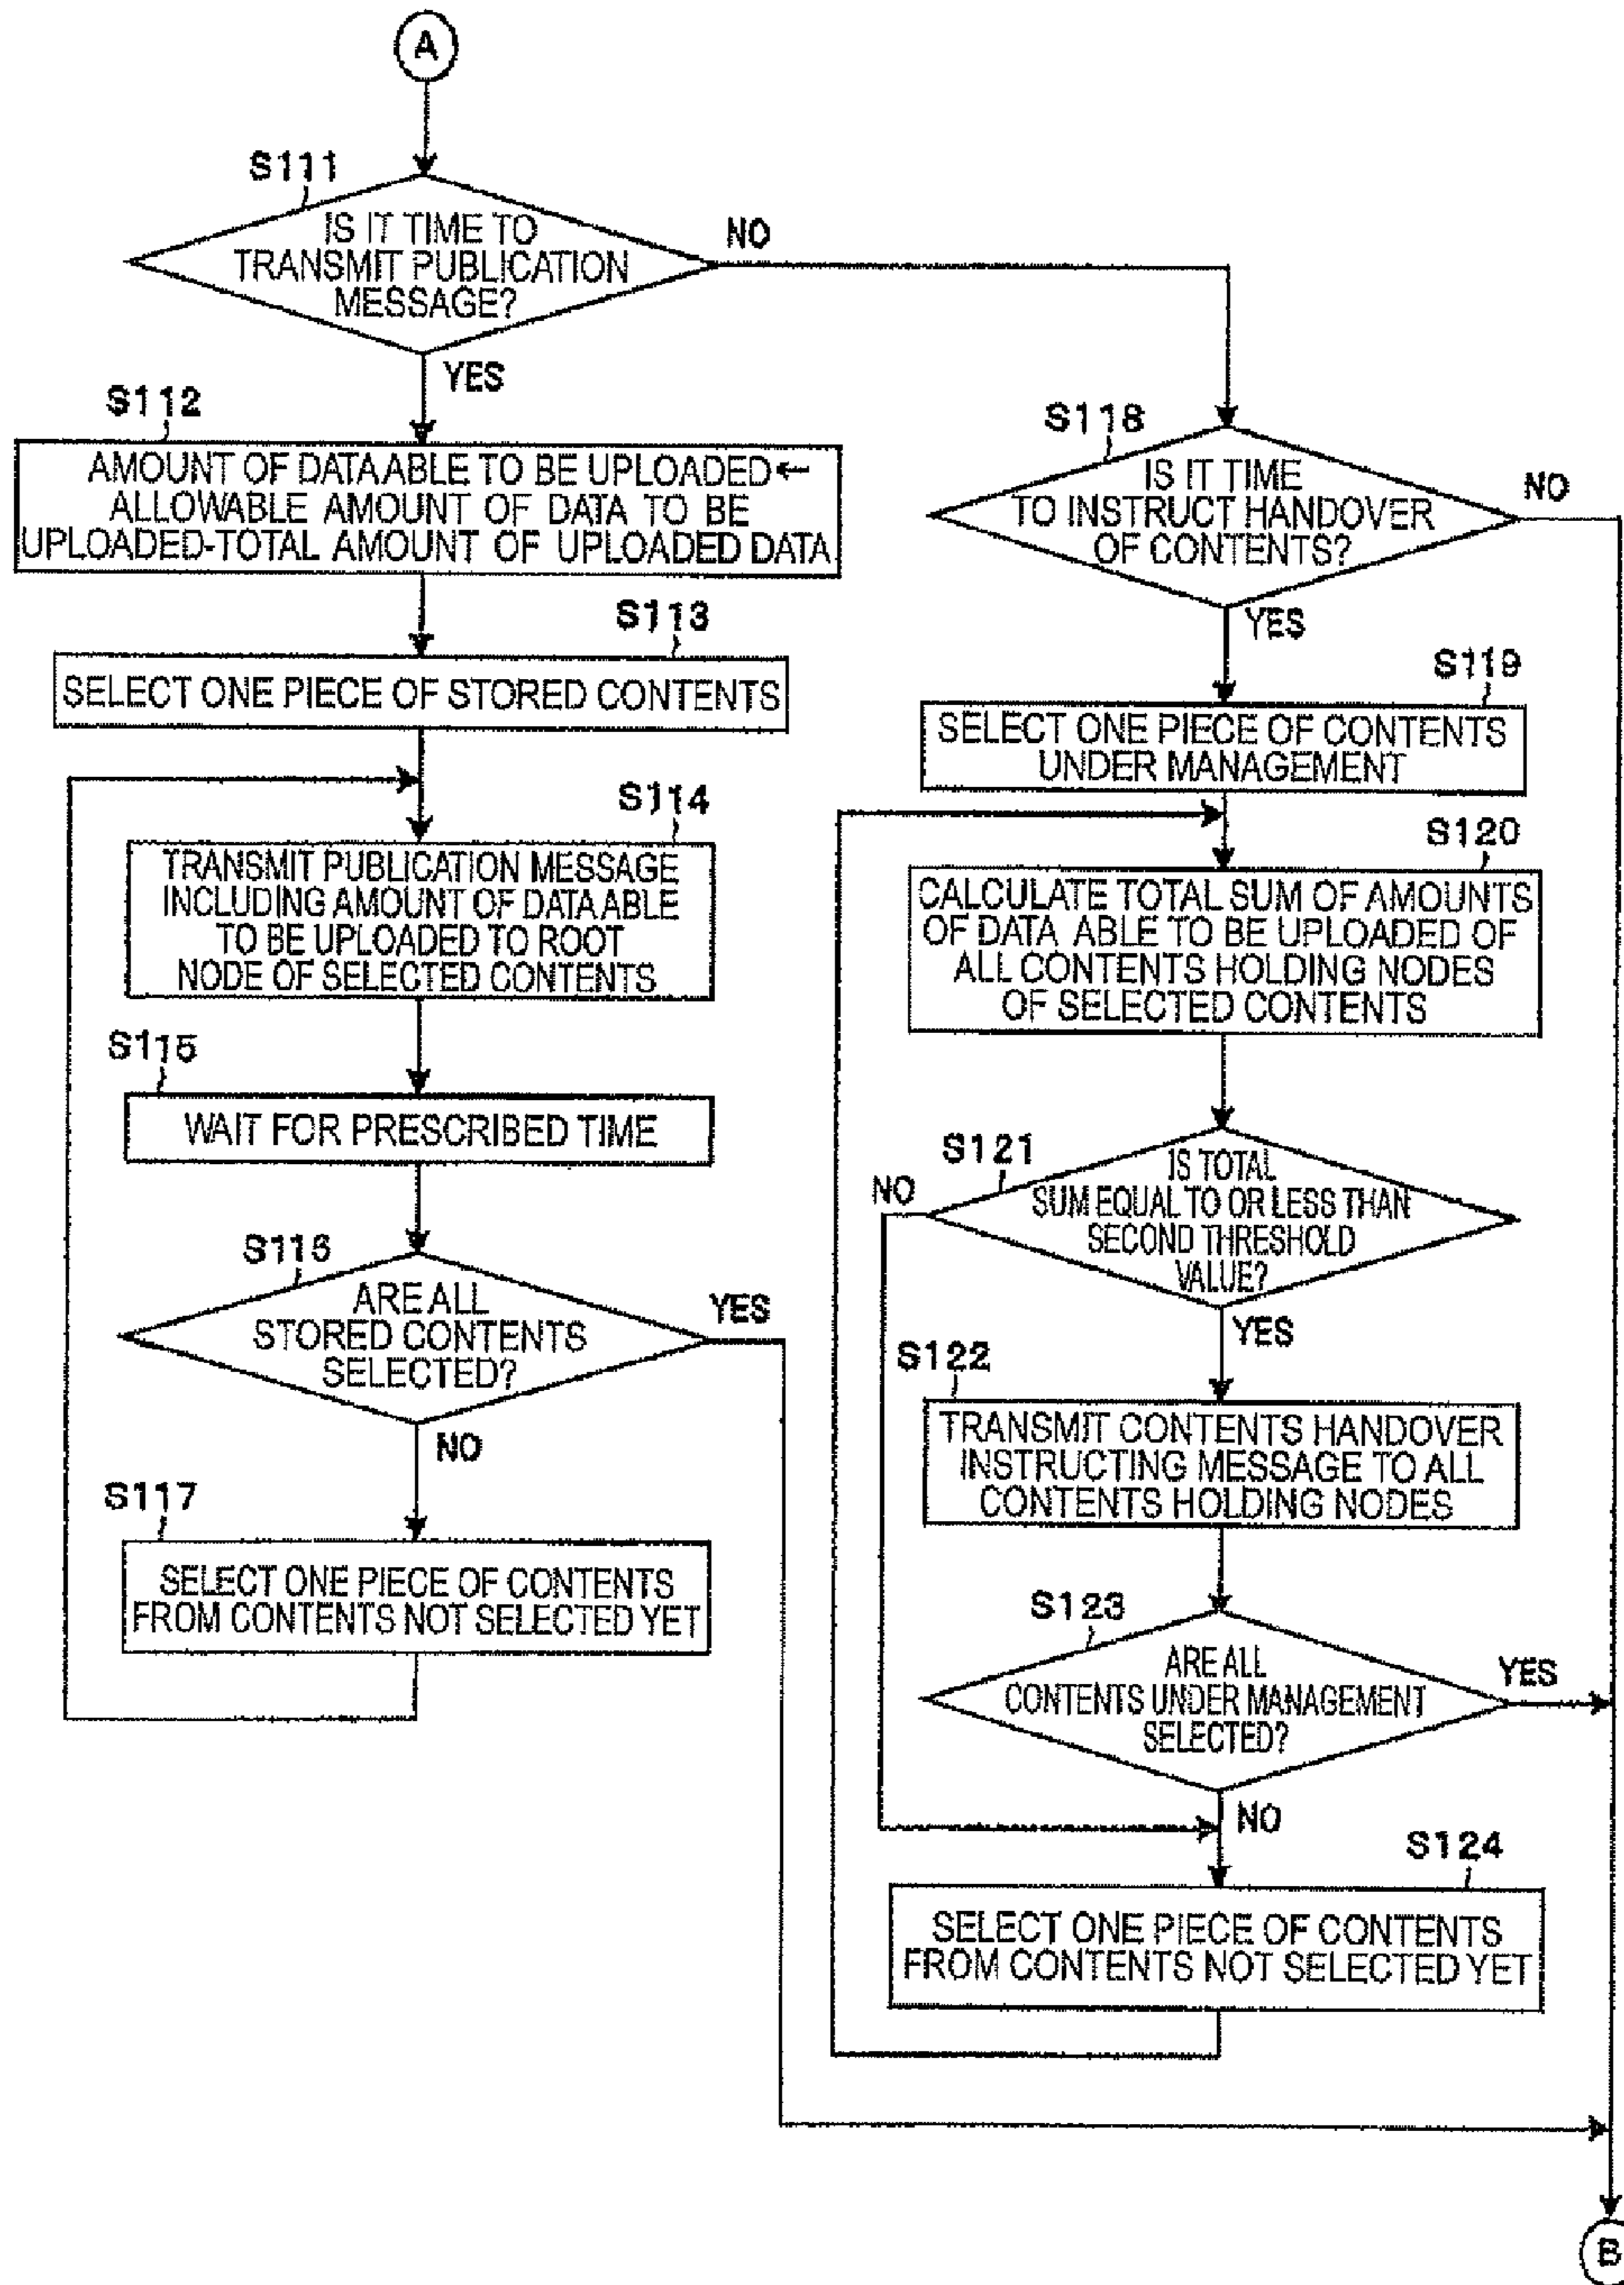 A
S111
IS IT TIME TO
TRANSMIT PUBLICATION
MESSAGE?
NO
YES
S112
AMOUNT OF DATA ABLE TO BE UPLOADED←
ALLOWABLE AMOUNT OF DATA TO BE
UPLOADED-TOTAL AMOUNT OF UPLOADED DATA
S113
SELECT ONE PIECE OF STORED CONTENTS
S114
TRANSMIT PUBLICATION MESSAGE
INCLUDING AMOUNT OF DATA ABLE
TO BE UPLOADED TO ROOT
NODE OF SELECTED CONTENTS
S115
WAIT FOR PRESCRIBED TIME
S116
ARE ALL
STORED CONTENTS
SELECTED?
YES
NO
S117
SELECT ONE PIECE OF CONTENTS
FROM CONTENTS NOT SELECTED YET
S118
IS IT TIME
TO INSTRUCT HANDOVER
OF CONTENTS?
NO
YES
S119
SELECT ONE PIECE OF CONTENTS
UNDER MANAGEMENT
S120
CALCULATE TOTAL SUM OF AMOUNTS
OF DATA ABLE TO BE UPLOADED OF
ALL CONTENTS HOLDING NODES
OF SELECTED CONTENTS
S121
IS TOTAL
SUM EQUAL TO OR LESS THAN
SECOND THRESHOLD
VALUE?
NO
YES
S122
TRANSMIT CONTENTS HANDOVER
INSTRUCTING MESSAGE TO ALL
CONTENTS HOLDING NODES
S123
ARE ALL
CONTENTS UNDER MANAGEMENT
SELECTED?
YES
NO
S124
SELECT ONE PIECE OF CONTENTS
FROM CONTENTS NOT SELECTED YET
B